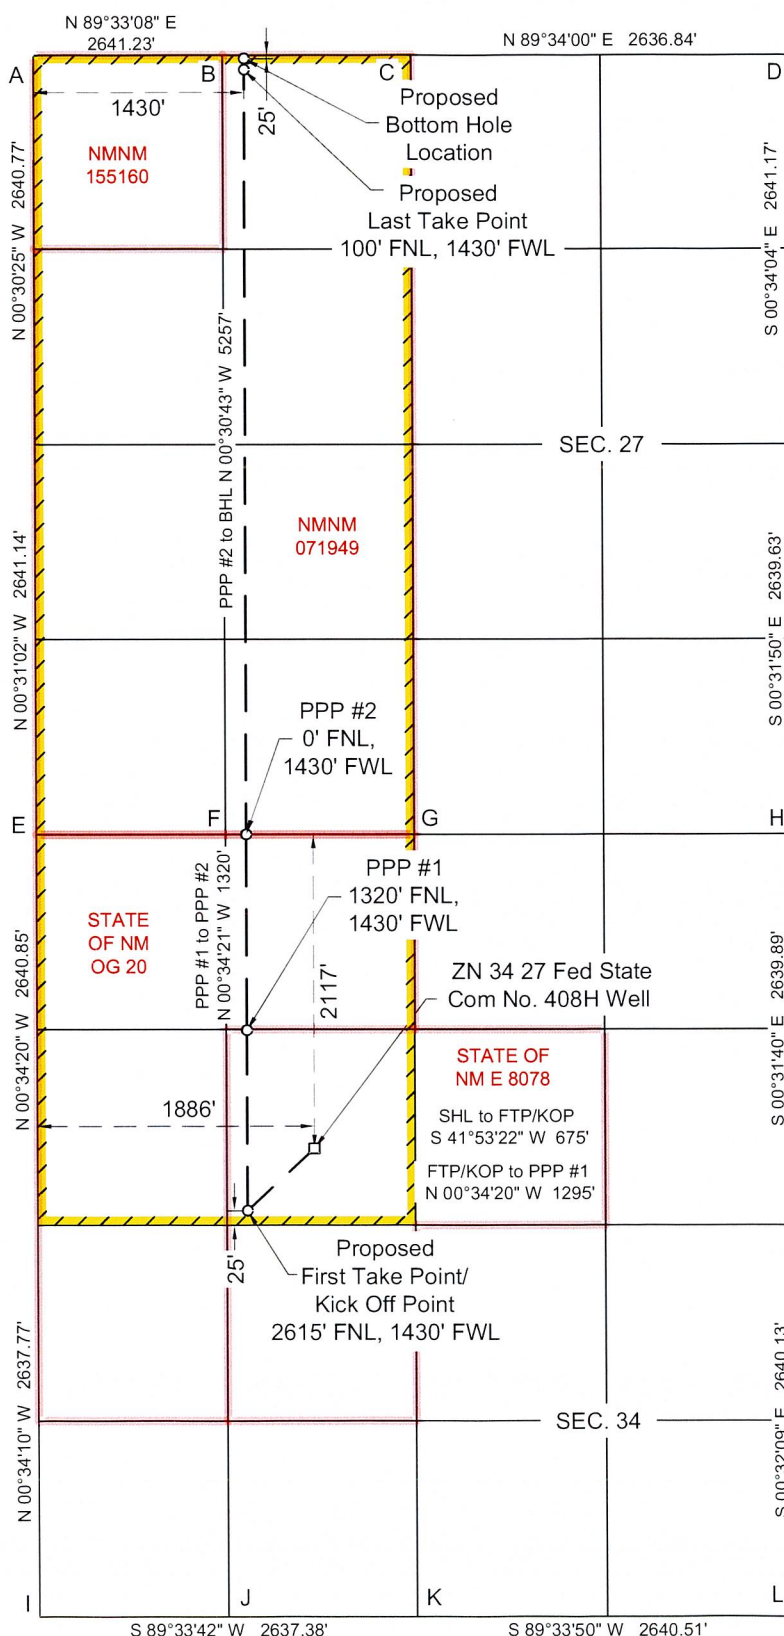 N 89°33'08" E
2641.23'
N 89°34'00" E 2636.84'
A
B
C
D
1430'
25'
Proposed
Bottom Hole
Location
NMNM
155160
Proposed
Last Take Point
100' FNL, 1430' FWL
N 00°30'25" W 2640.77'
S 00°34'04" E 2641.17'
PPP #2 to BHL N 00°30'43" W 5257'
SEC. 27
NMNM
071949
N 00°31'02" W 2641.14'
S 00°31'50" E 2639.63'
PPP #2
0' FNL,
1430' FWL
E
F
G
H
PPP #1
1320' FNL,
1430' FWL
PPP #1 to PPP #2
N 00°34'21" W 1320'
STATE
OF NM
OG 20
2117'
ZN 34 27 Fed State
Com No. 408H Well
N 00°34'20" W 2640.85'
S 00°31'40" E 2639.89'
STATE OF
NM E 8078
1886'
SHL to FTP/KOP
S 41°53'22" W 675'
FTP/KOP to PPP #1
N 00°34'20" W 1295'
25'
Proposed
First Take Point/
Kick Off Point
2615' FNL, 1430' FWL
N 00°34'10" W 2637.77'
S 00°32'09" E 2640.13'
SEC. 34
I
J
K
L
S 89°33'42" W 2637.38'
S 89°33'50" W 2640.51'